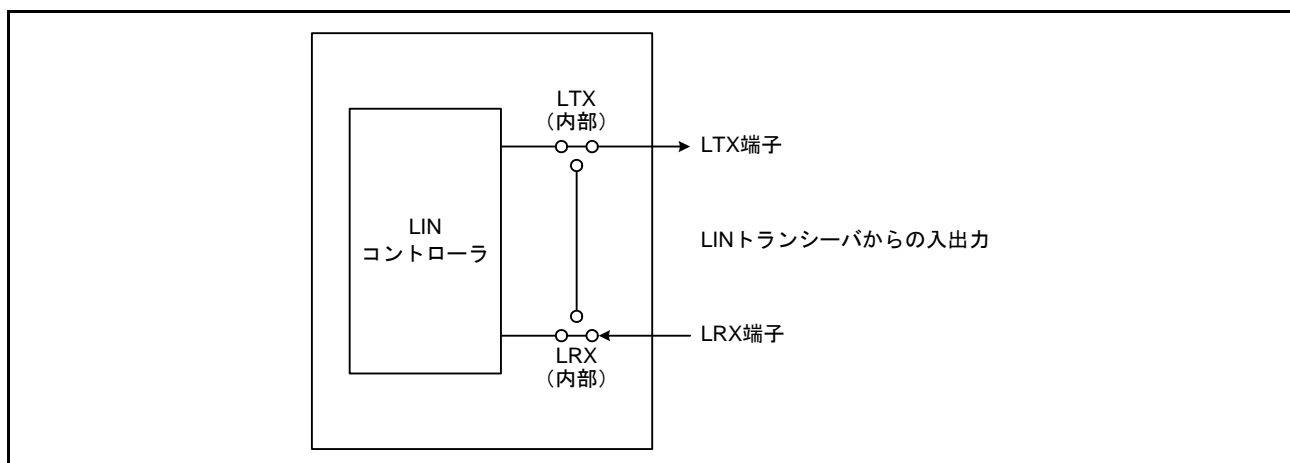 LTX
（内部）
LTX端子
LIN
コントローラ
LINトランシーバからの入出力
LRX端子
LRX
（内部）